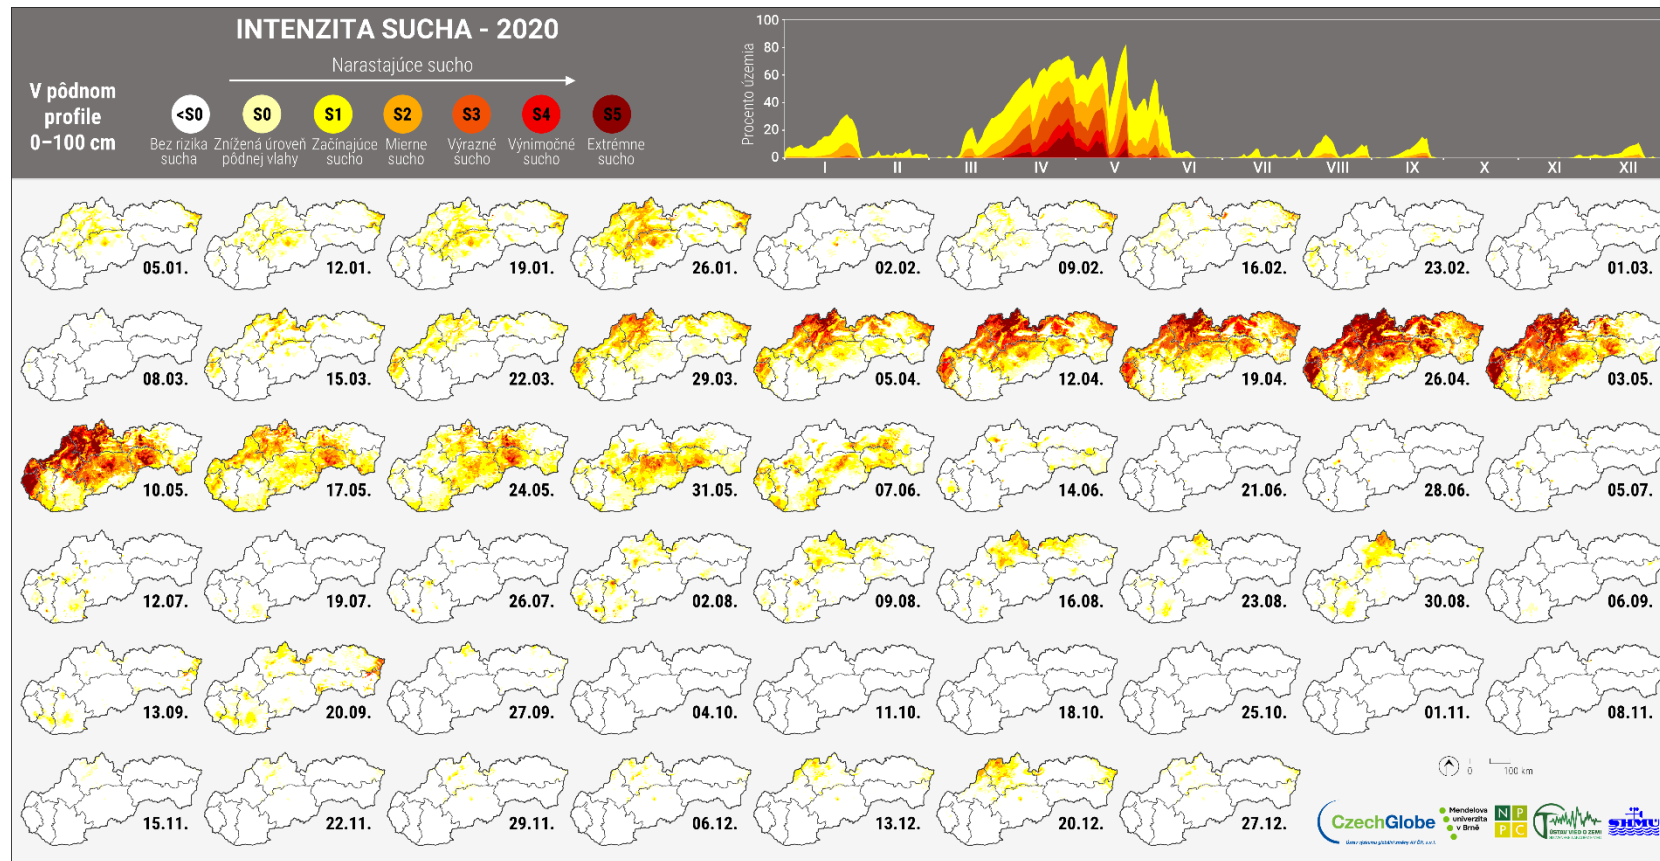 INTENZITA SUCHA - 2020
Narastajúce sucho
V pôdnom
profile
0–100 cm
<S0 S0 S1 S2 S3 S4 S5
Bez rizika sucha
Znížená úroveň pôdnej vlahy
Začínajúce sucho
Mierne sucho
Výrazné sucho
Výnimočné sucho
Extrémne sucho
Procento územia
100
80
60
40
20
0
I II III IV V VI VII VIII IX X XI XII
05.01. 12.01. 19.01. 26.01. 02.02. 09.02. 16.02. 23.02. 01.03.
08.03. 15.03. 22.03. 29.03. 05.04. 12.04. 19.04. 26.04. 03.05.
10.05. 17.05. 24.05. 31.05. 07.06. 14.06. 21.06. 28.06. 05.07.
12.07. 19.07. 26.07. 02.08. 09.08. 16.08. 23.08. 30.08. 06.09.
13.09. 20.09. 27.09. 04.10. 11.10. 18.10. 25.10. 01.11. 08.11.
15.11. 22.11. 29.11. 06.12. 13.12. 20.12. 27.12.
0 100 km
CzechGlobe
Mendelova
univerzita
v Brně
N P
P C
SHMÚ